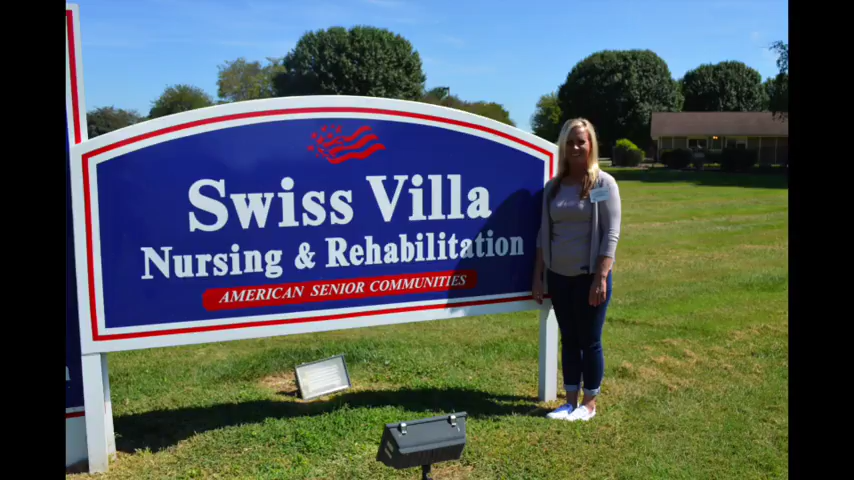 Swiss Villa
Nursing & Rehabilitation
AMERICAN SENIOR COMMUNITIES